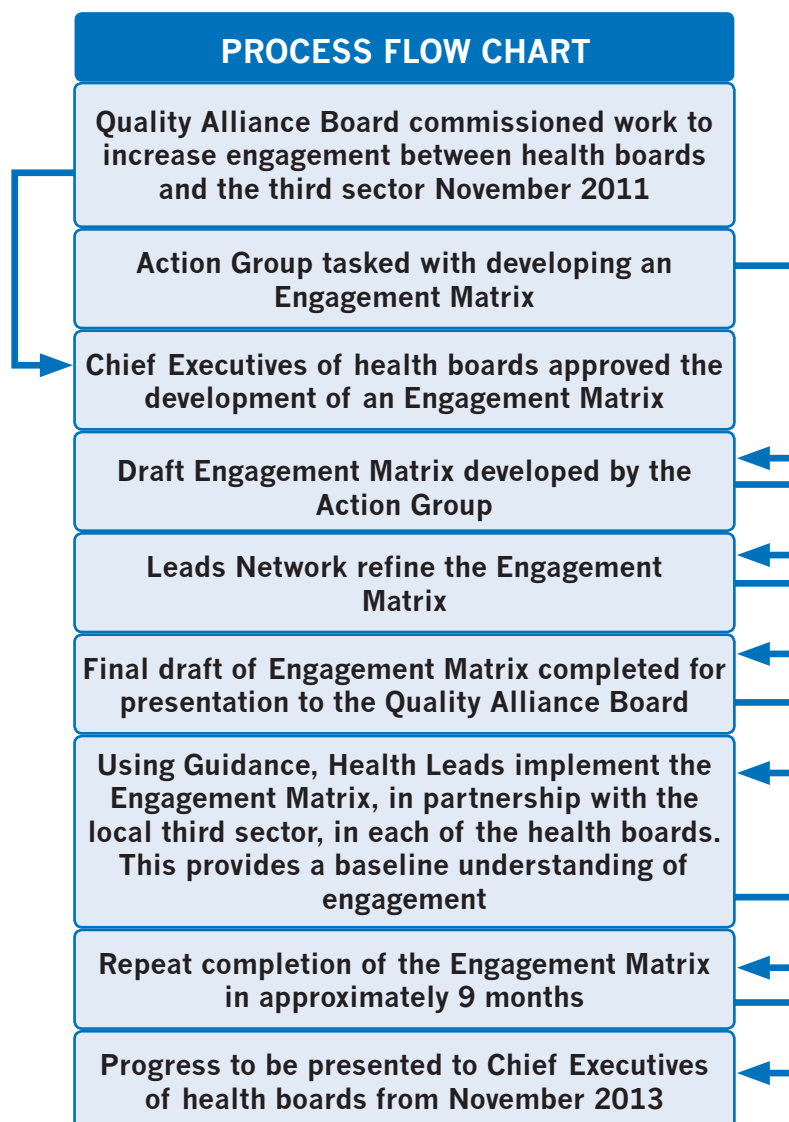 PROCESS FLOW CHART
Quality Alliance Board commissioned work to
increase engagement between health boards
and the third sector November 2011
Action Group tasked with developing an
Engagement Matrix
Chief Executives of health boards approved the
development of an Engagement Matrix
Draft Engagement Matrix developed by the
Action Group
Leads Network refine the Engagement
Matrix
Final draft of Engagement Matrix completed for
presentation to the Quality Alliance Board
Using Guidance, Health Leads implement the
Engagement Matrix, in partnership with the
local third sector, in each of the health boards.
This provides a baseline understanding of
engagement
Repeat completion of the Engagement Matrix
in approximately 9 months
Progress to be presented to Chief Executives
of health boards from November 2013